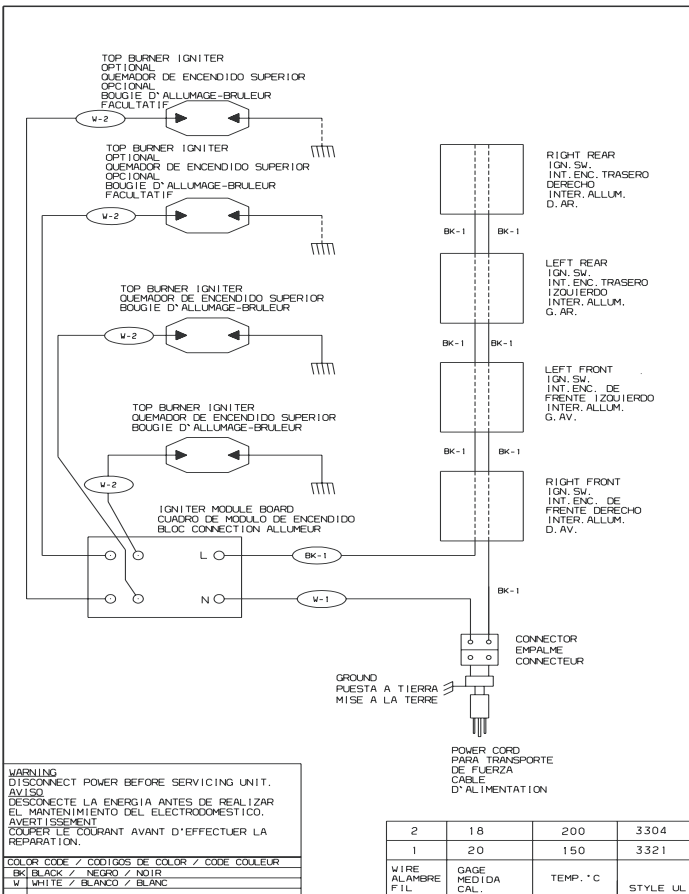 TOP BURNER IGNITER
OPTIONAL
QUEMADOR DE ENCENDIDO SUPERIOR
OPCIONAL
BOUGIE D`ALLUMAGE-BRULEUR
FACULTATIF
W-2
TOP BURNER IGNITER
OPTIONAL
QUEMADOR DE ENCENDIDO SUPERIOR
OPCIONAL
BOUGIE D`ALLUMAGE-BRULEUR
FACULTATIF
W-2
TOP BURNER IGNITER
QUEMADOR DE ENCENDIDO SUPERIOR
BOUGIE D`ALLUMAGE-BRULEUR
W-2
TOP BURNER IGNITER
QUEMADOR DE ENCENDIDO SUPERIOR
BOUGIE D`ALLUMAGE-BRULEUR
W-2
IGNITER MODULE BOARD
CUADRO DE MODULO DE ENCENDIDO
BLOC CONNECTION ALLUMEUR
L
BK-1
N
W-1
RIGHT REAR
IGN. SW.
INT. ENC. TRASERO
DERECHO
INTER. ALLUM.
D. AR.
BK-1 BK-1
LEFT REAR
IGN. SW.
INT. ENC. TRASERO
IZQUIERDO
INTER. ALLUM.
G. AR.
BK-1 BK-1
LEFT FRONT
IGN. SW.
INT. ENC. DE
FRENTE IZQUIERDO
INTER. ALLUM.
G. AV.
BK-1 BK-1
RIGHT FRONT
IGN. SW.
INT. ENC. DE
FRENTE DERECHO
INTER. ALLUM.
D. AV.
BK-1
CONNECTOR
EMPALME
CONNECTEUR
GROUND
PUESTA A TIERRA
MISE A LA TERRE
POWER CORD
PARA TRANSPORTE
DE FUERZA
CABLE
D`ALIMENTATION
WARNING
DISCONNECT POWER BEFORE SERVICING UNIT.
AVISO
DESCONECTE LA ENERGIA ANTES DE REALIZAR
EL MANTENIMIENTO DEL ELECTRODOMESTICO.
AVERTISSEMENT
COUPER LE COURANT AVANT D'EFFECTUER LA
REPARATION.
COLOR CODE / CODIGOS DE COLOR / CODE COULEUR
BK BLACK / NEGRO / NOIR
W WHITE / BLANCO / BLANC
2 18 200 3304
1 20 150 3321
WIRE
ALAMBRE
FIL
GAGE
MEDIDA
CAL.
TEMP.°C
STYLE UL